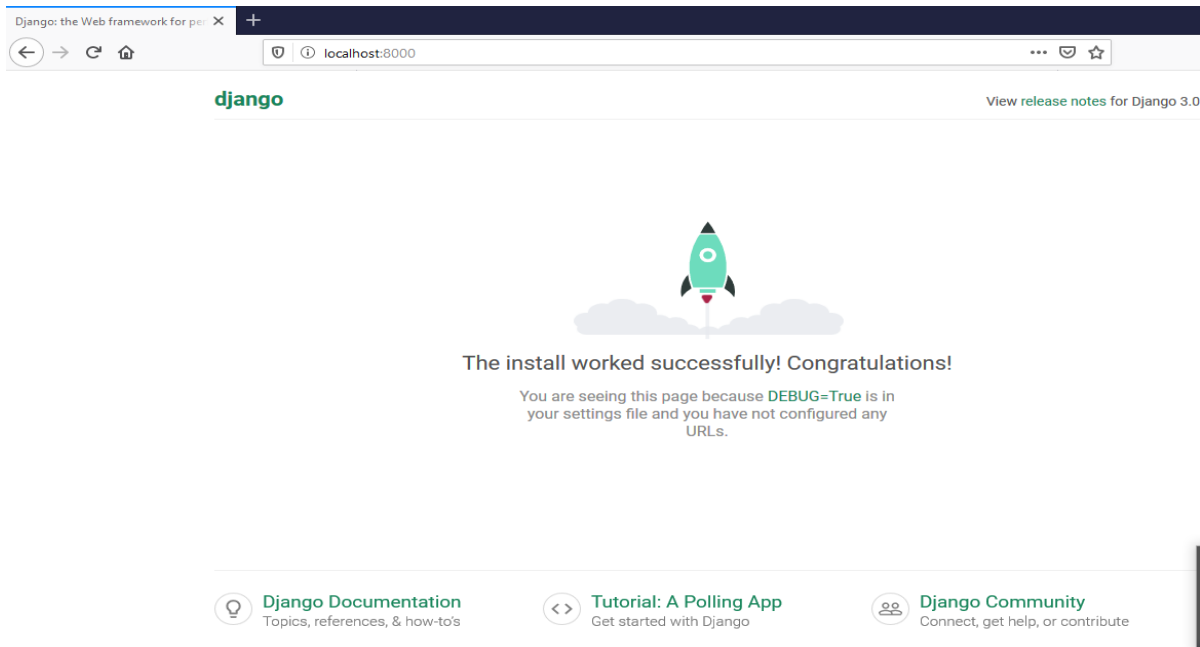 Django: the Web framework for per
localhost:8000
django
View release notes for Django 3.0
The install worked successfully! Congratulations!
You are seeing this page because DEBUG=True is in
your settings file and you have not configured any
URLs.
Django Documentation
Topics, references, & how-to's
Tutorial: A Polling App
Get started with Django
Django Community
Connect, get help, or contribute